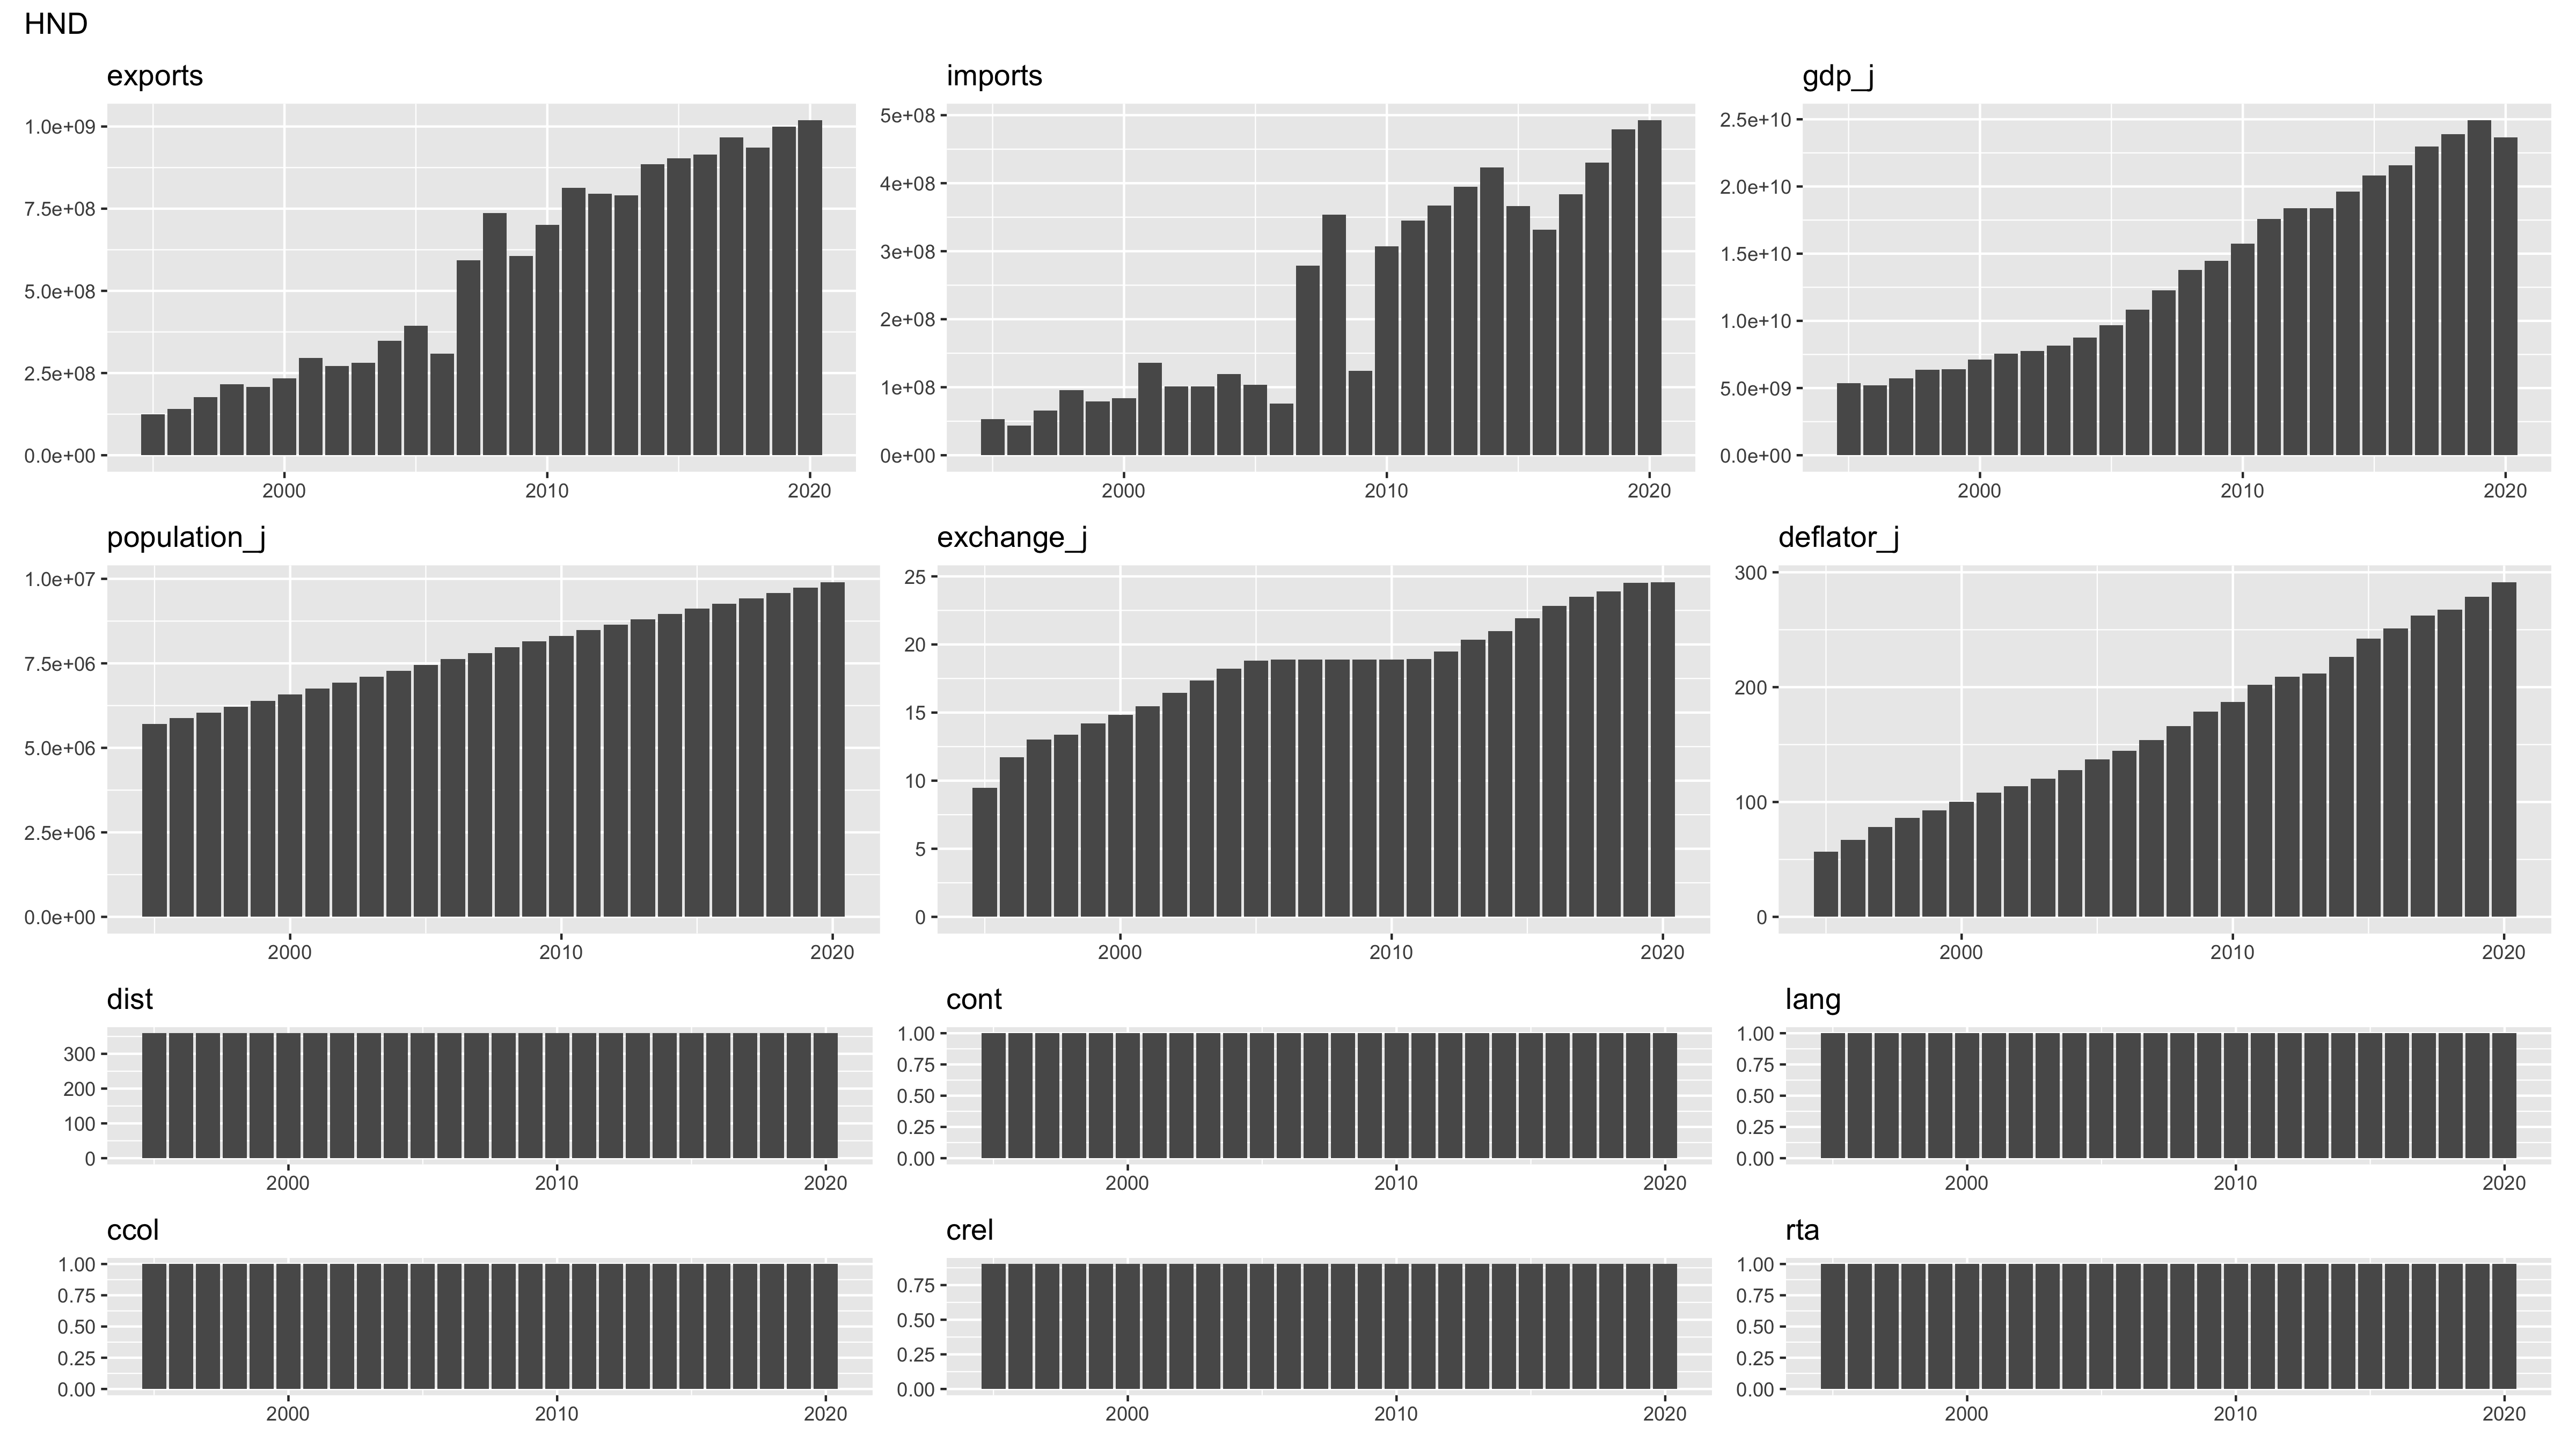 HND
exports
1.0e+09
7.5e+08
5.0e+08
2.5e+08
0.0e+00
2000 2010 2020
imports
5e+08
4e+08
3e+08
2e+08
1e+08
0e+00
2000 2010 2020
gdp_j
2.5e+10
2.0e+10
1.5e+10
1.0e+10
5.0e+09
0.0e+00
2000 2010 2020
population_j
1.0e+07
7.5e+06
5.0e+06
2.5e+06
0.0e+00
2000 2010 2020
exchange_j
25
20
15
10
5
0
2000 2010 2020
deflator_j
300
200
100
0
2000 2010 2020
dist
300
200
100
0
2000 2010 2020
cont
1.00
0.75
0.50
0.25
0.00
2000 2010 2020
lang
1.00
0.75
0.50
0.25
0.00
2000 2010 2020
ccol
1.00
0.75
0.50
0.25
0.00
2000 2010 2020
crel
0.75
0.50
0.25
0.00
2000 2010 2020
rta
1.00
0.75
0.50
0.25
0.00
2000 2010 2020